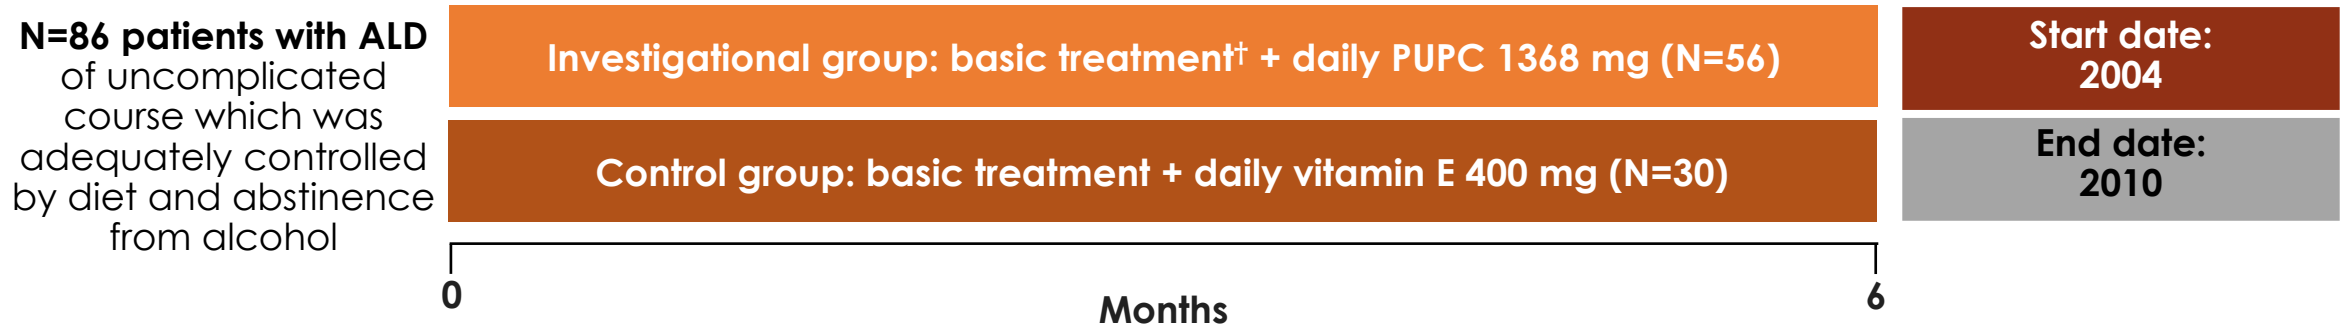 N=86 patients with ALD
of uncomplicated
course which was
adequately controlled
by diet and abstinence
from alcohol
Investigational group: basic treatment† + daily PUPC 1368 mg (N=56)
Control group: basic treatment + daily vitamin E 400 mg (N=30)
Start date:
2004
End date:
2010
0
Months
6